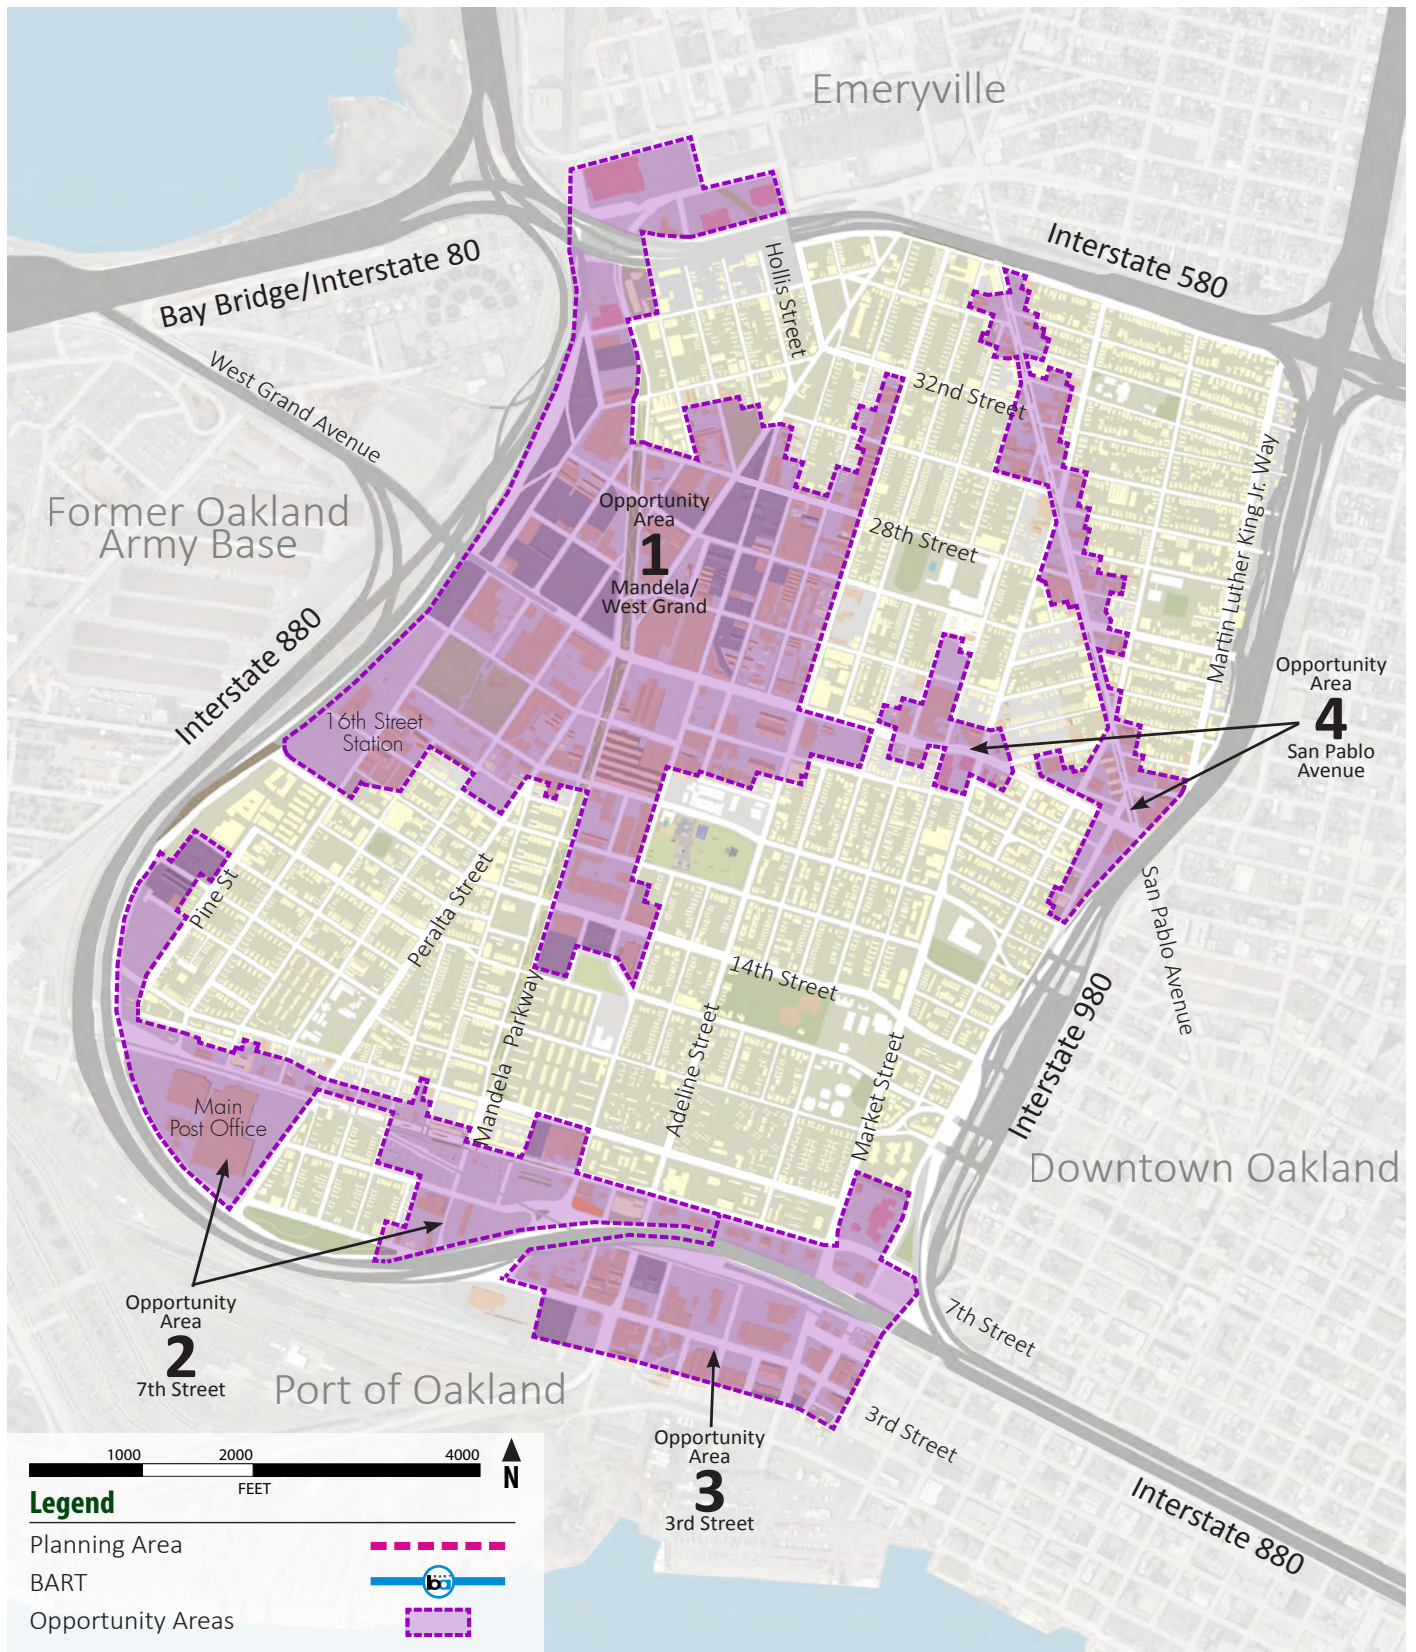 Emeryville
Interstate 580
Bay Bridge/Interstate 80
Hollis Street
West Grand Avenue
32nd Street
Former Oakland
Army Base
Opportunity
Area
1
Mandela/
West Grand
28th Street
Martin Luther King Jr. Way
Interstate 880
16th Street
Station
Opportunity
Area
4
San Pablo
Avenue
Pine St
Peralta Street
San Pablo Avenue
14th Street
Mandela Parkway
Adeline Street
Market Street
Interstate 980
Main
Post Office
Downtown Oakland
Opportunity
Area
2
7th Street
7th Street
Port of Oakland
3rd Street
Opportunity
Area
3
3rd Street
Interstate 880
1000 2000 4000
FEET
N
Legend
Planning Area
BART
ba
Opportunity Areas